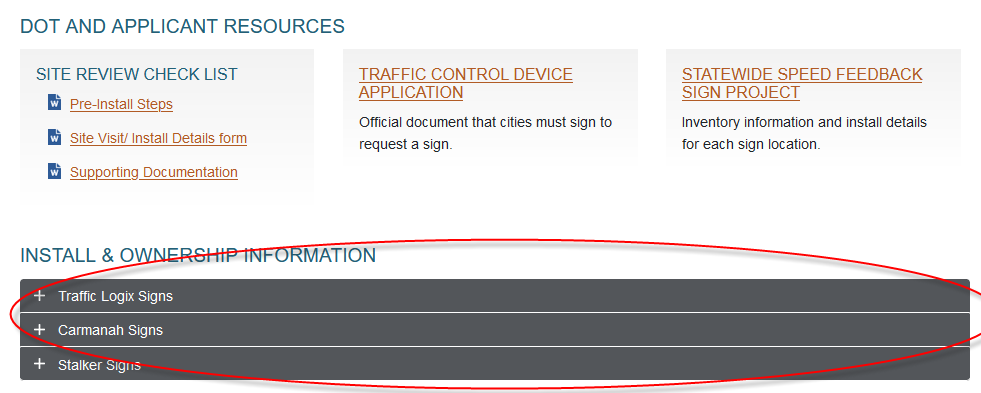 DOT AND APPLICANT RESOURCES
SITE REVIEW CHECK LIST
Pre-Install Steps
Site Visit/ Install Details form
Supporting Documentation
TRAFFIC CONTROL DEVICE
APPLICATION
Official document that cities must sign to
request a sign.
STATEWIDE SPEED FEEDBACK
SIGN PROJECT
Inventory information and install details
for each sign location.
INSTALL & OWNERSHIP INFORMATION
+ Traffic Logix Signs
+ Carmanah Signs
+ Stalker Signs